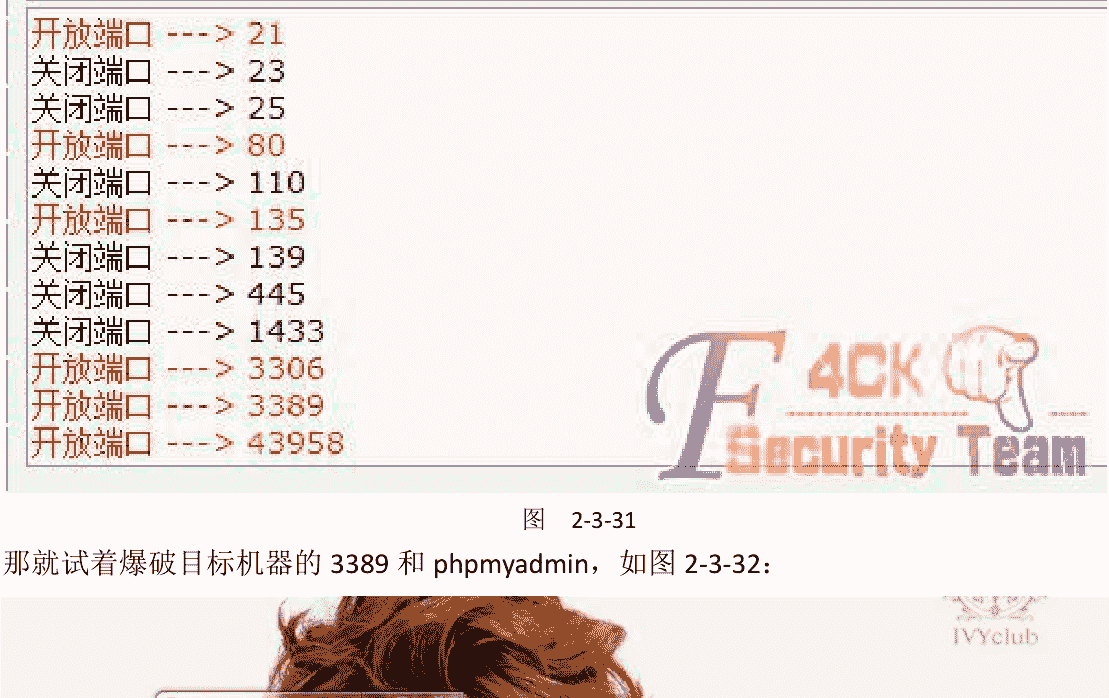 开放端口 ---> 21
关闭端口 ---> 23
关闭端口 ---> 25
开放端口 ---> 80
关闭端口 ---> 110
开放端口 ---> 135
关闭端口 ---> 139
关闭端口 ---> 445
关闭端口 ---> 1433
开放端口 ---> 3306
开放端口 ---> 3389
开放端口 ---> 43958
F4CK
Security Team
图 2-3-31
那就试着爆破目标机器的 3389 和 phpmyadmin，如图 2-3-32：
IVYclub